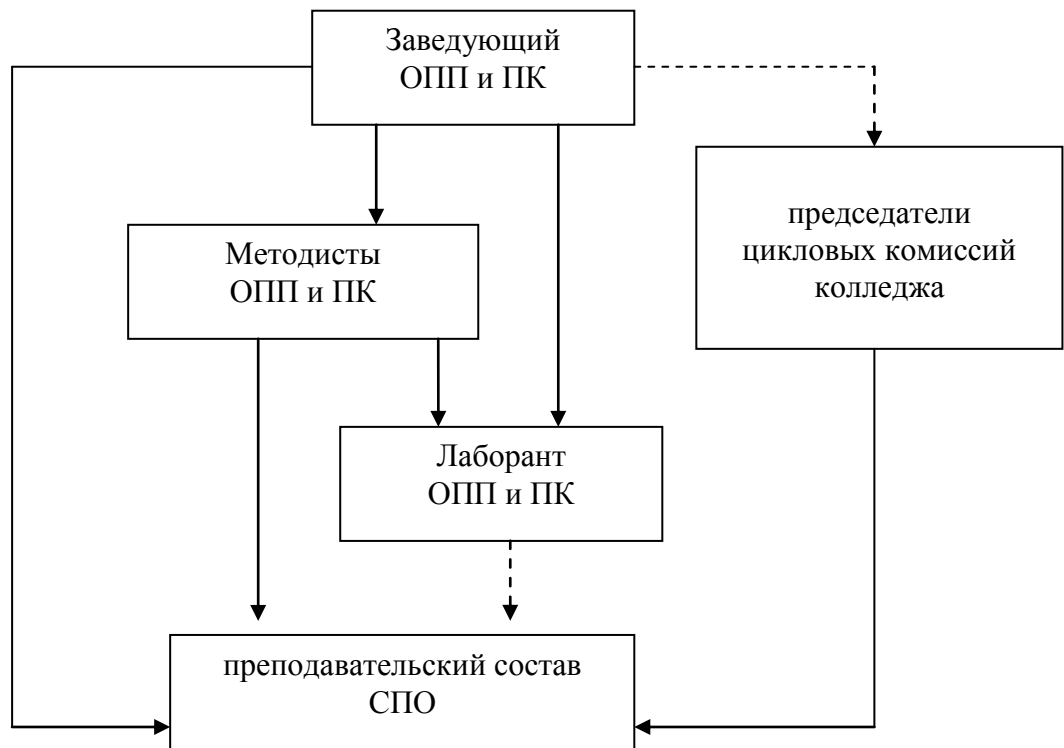 Заведующий
ОПП и ПК
председатели
цикловых комиссий
колледжа
Методисты
ОПП и ПК
Лаборант
ОПП и ПК
преподавательский состав
СПО